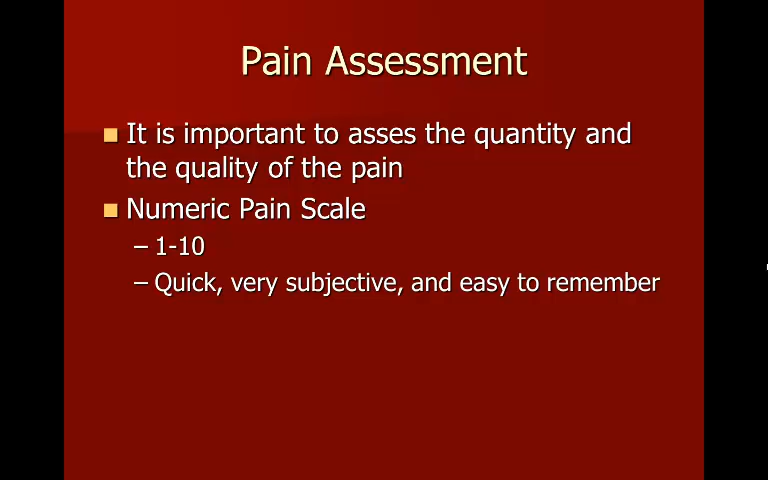 Pain Assessment
It is important to asses the quantity and
the quality of the pain
Numeric Pain Scale
– 1-10
– Quick, very subjective, and easy to remember